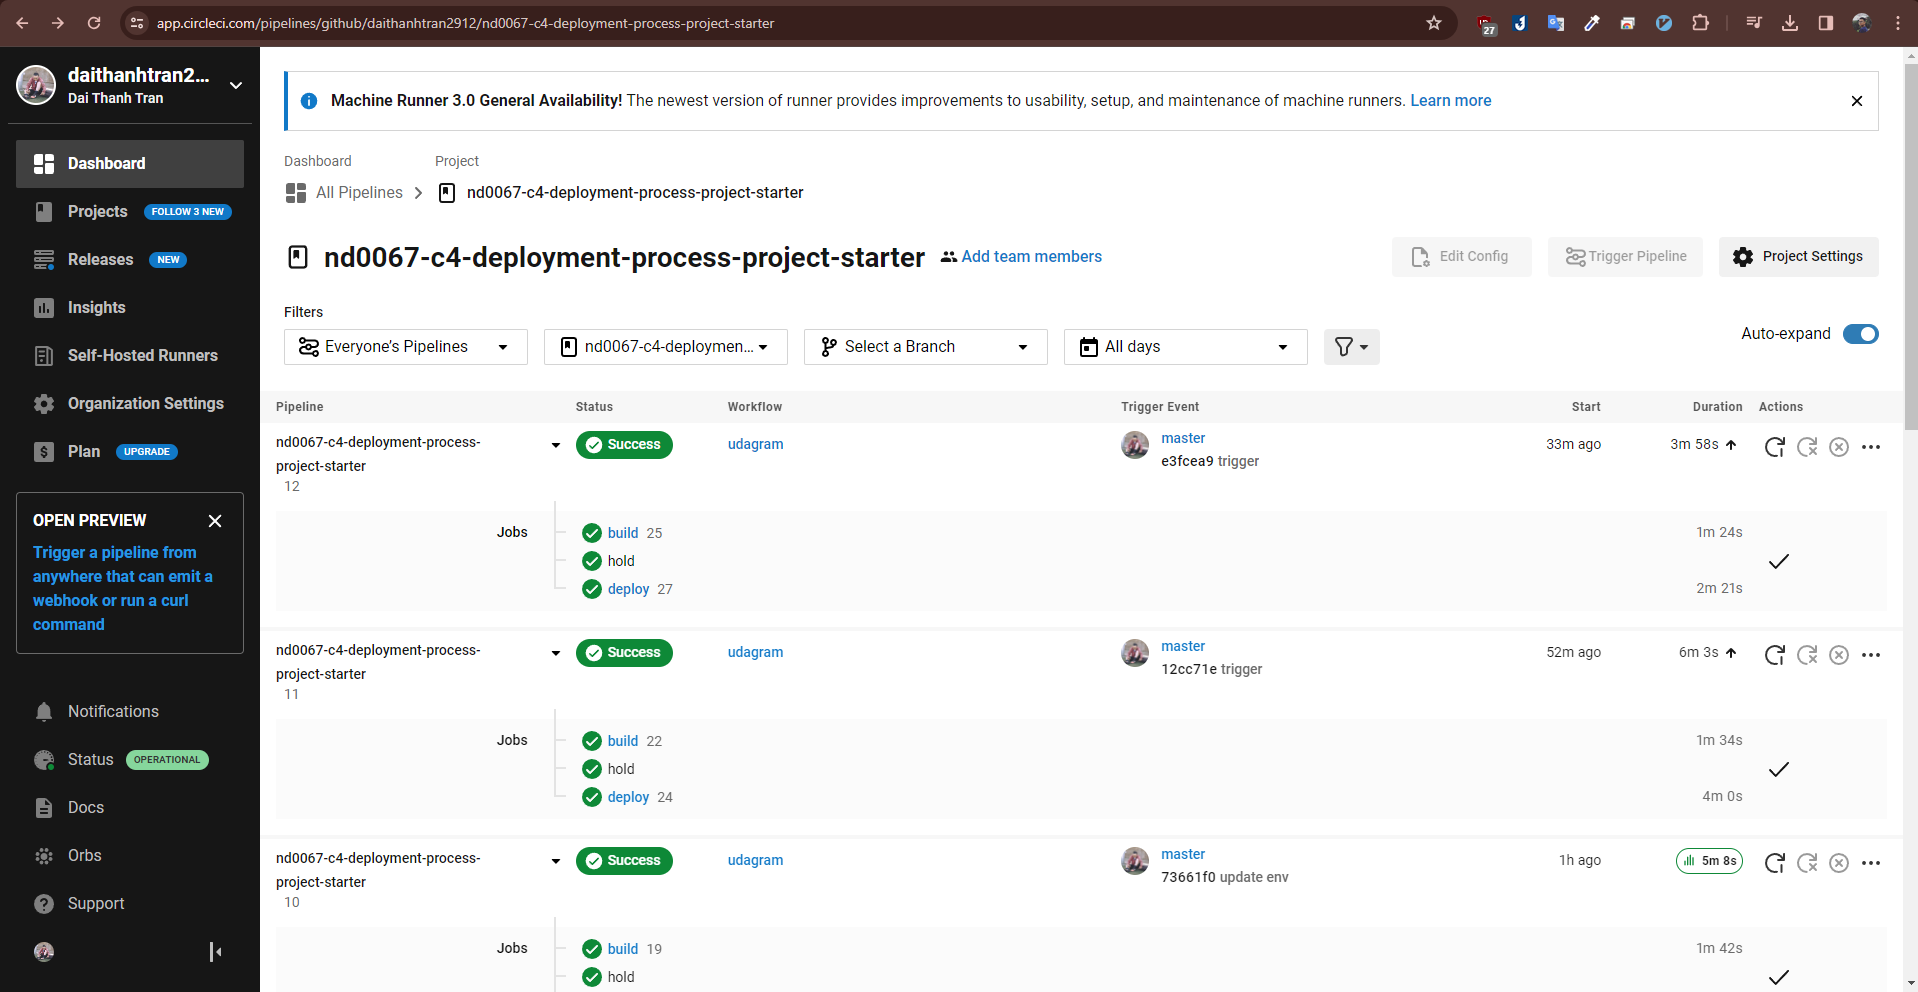 app.circleci.com/pipelines/github/daithanhtran2912/nd0067-c4-deployment-process-project-starter
27
daithanhtran2...
Dai Thanh Tran
Dashboard
Projects FOLLOW 3 NEW
Releases NEW
Insights
Self-Hosted Runners
Organization Settings
Plan UPGRADE
OPEN PREVIEW
Trigger a pipeline from
anywhere that can emit a
webhook or run a curl
command
Notifications
Status OPERATIONAL
Docs
Orbs
Support
Machine Runner 3.0 General Availability! The newest version of runner provides improvements to usability, setup, and maintenance of machine runners. Learn more
Dashboard Project
All Pipelines nd0067-c4-deployment-process-project-starter
nd0067-c4-deployment-process-project-starter Add team members Edit Config Trigger Pipeline Project Settings
Filters
Everyone's Pipelines nd0067-c4-deploymen... Select a Branch All days Auto-expand
Pipeline Status Workflow Trigger Event Start Duration Actions
nd0067-c4-deployment-process-
project-starter
12
Success udagram master 33m ago 3m 58s
e3fcea9 trigger
Jobs build 25 1m 24s
hold
deploy 27 2m 21s
nd0067-c4-deployment-process-
project-starter
11
Success udagram master 52m ago 6m 3s
12cc71e trigger
Jobs build 22 1m 34s
hold
deploy 24 4m 0s
nd0067-c4-deployment-process-
project-starter
10
Success udagram master 1h ago 5m 8s
73661f0 update env
Jobs build 19 1m 42s
hold